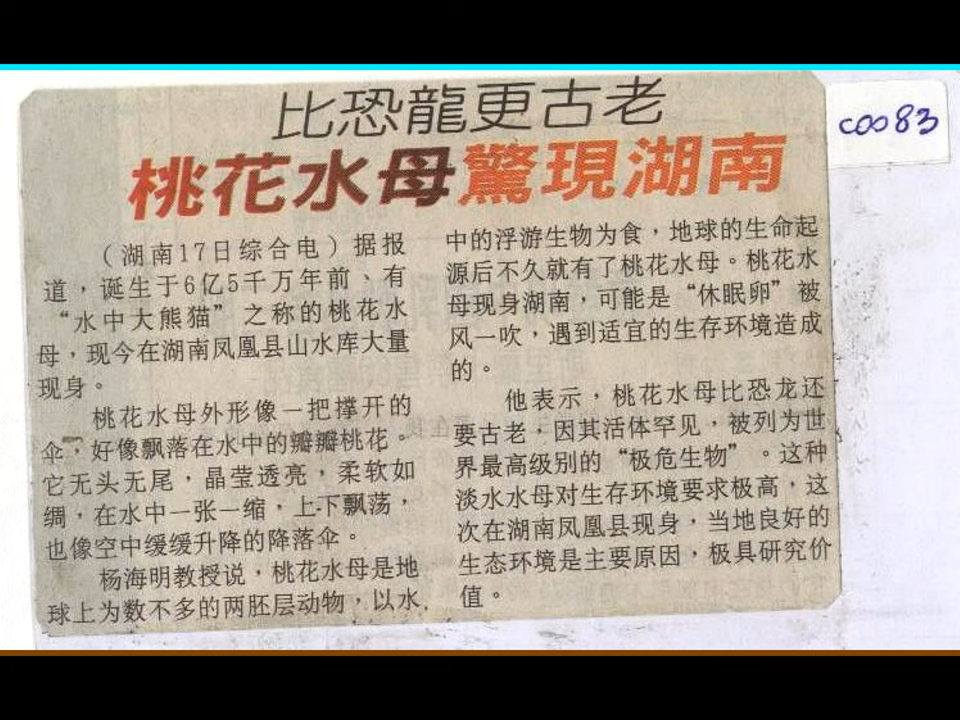 比恐龍更古老
桃花水母驚現湖南
coo83
（湖南17日综合电）据报
道，诞生于6亿5千万年前、有
“水中大熊猫”之称的桃花水
母，现今在湖南凤凰县山水库大量
现身。
桃花水母外形像一把撑开的
伞，好像飘落在水中的瓣瓣桃花。
它无头无尾，晶莹透亮，柔软如
绸，在水中一张一缩，上下飘荡，
也像空中缓缓升降的降落伞。
杨海明教授说，桃花水母是地
球上为数不多的两胚层动物，以水
中的浮游生物为食，地球的生命起
源后不久就有了桃花水母。桃花水
母现身湖南，可能是“休眠卵”被
风一吹，遇到适宜的生存环境造成
的。
他表示，桃花水母比恐龙还
要古老；因其活体罕见，被列为世
界最高级别的“极危生物”。这种
淡水水母对生存环境要求极高，这
次在湖南凤凰县现身，当地良好的
生态环境是主要原因，极具研究价
值。